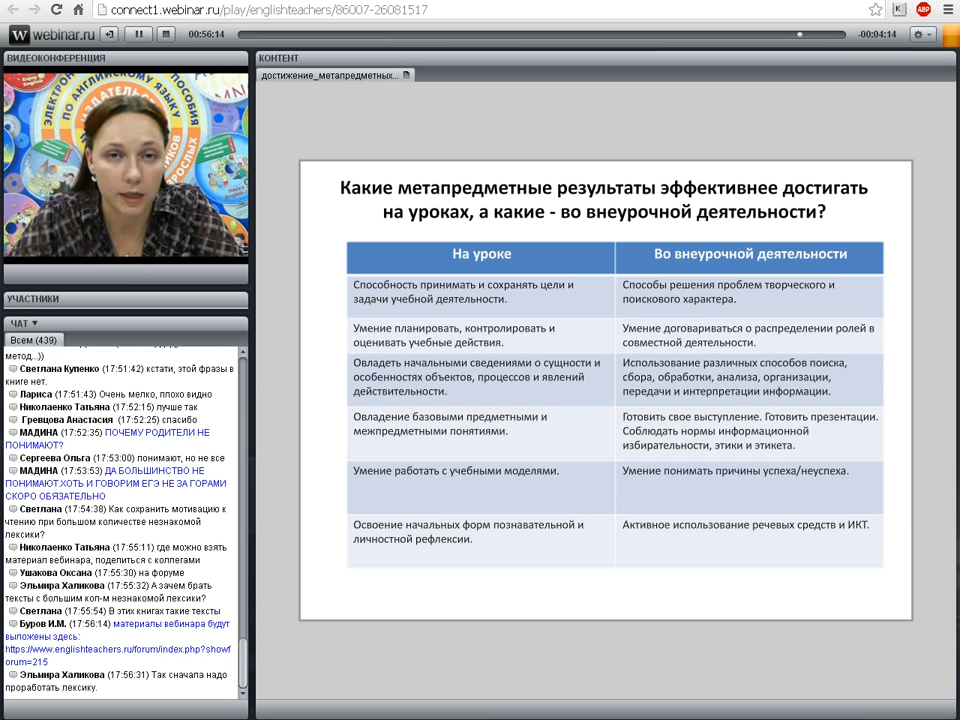 connect1.webinar.ru/play/englishteachers/86007-26081517
K
ABP
W webinar.ru
00:56:14
-00:04:14
ВИДЕОКОНФЕРЕНЦИЯ
ЭЛЕКТРОННЫЕ ПОСОБИЯ
ПО АНГЛИЙСКОМУ ЯЗЫКУ
УЧАСТНИКИ
ЧАТ
Всем (439)
метод...))
Светлана Купенко (17:51:42) кстати, этой фразы в
книге нет.
Лариса (17:51:43) Очень мелко, плохо видно
Николаенко Татьяна (17:52:15) лучше так
Гревцова Анастасия (17:52:25) спасибо
МАДИНА (17:52:35) ПОЧЕМУ РОДИТЕЛИ НЕ
ПОНИМАЮТ?
Сергеева Ольга (17:53:00) понимают, но не все
МАДИНА (17:53:53) ДА БОЛЬШИНСТВО НЕ
ПОНИМАЮТ.ХОТЬ И ГОВОРИМ ЕГЭ НЕ ЗА ГОРАМИ
СКОРО ОБЯЗАТЕЛЬНО
Светлана (17:54:38) Как сохранить мотивацию к
чтению при большом количестве незнакомой
лексики?
Николаенко Татьяна (17:55:11) где можно взять
материал вебинара, поделиться с коллегами
Ушакова Оксана (17:55:30) на форуме
Эльмира Халикова (17:55:32) А зачем брать
тексты с большим кол-м незнакомой лексики?
Светлана (17:55:54) В этих книгах такие тексты
Буров И.М. (17:56:14) материалы вебинара будут
выложены здесь:
https://www.englishteachers.ru/forum/index.php?showf
orum=215
Эльмира Халикова (17:56:31) Так сначала надо
проработать лексику.
КОНТЕНТ
достижение_метапредметных...
Какие метапредметные результаты эффективнее достигать
на уроках, а какие - во внеурочной деятельности?
На уроке
Во внеурочной деятельности
Способность принимать и сохранять цели и
задачи учебной деятельности.
Способы решения проблем творческого и
поискового характера.
Умение планировать, контролировать и
оценивать учебные действия.
Умение договариваться о распределении ролей в
совместной деятельности.
Овладеть начальными сведениями о сущности и
особенностях объектов, процессов и явлений
действительности.
Использование различных способов поиска,
сбора, обработки, анализа, организации,
передачи и интерпретации информации.
Овладение базовыми предметными и
межпредметными понятиями.
Готовить свое выступление. Готовить презентации.
Соблюдать нормы информационной
избирательности, этики и этикета.
Умение работать с учебными моделями.
Умение понимать причины успеха/неуспеха.
Освоение начальных форм познавательной и
личностной рефлексии.
Активное использование речевых средств и ИКТ.